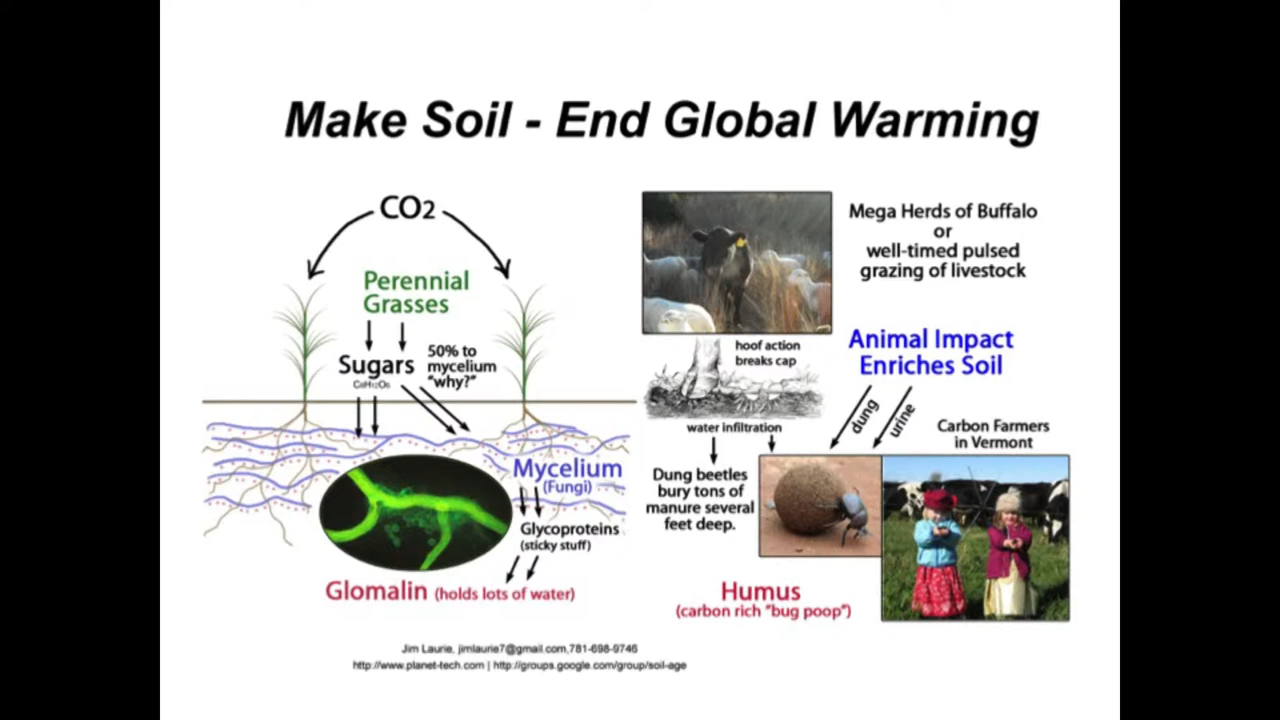 Make Soil - End Global Warming
CO2
Perennial
Grasses
Sugars
C6H12O6
50% to
mycelium
"why?"
Mycelium
(Fungi)
Glycoproteins
(sticky stuff)
Glomalin (holds lots of water)
Mega Herds of Buffalo
or
well-timed pulsed
grazing of livestock
hoof action
breaks cap
Animal Impact
Enriches Soil
dung
urine
water infiltration
Carbon Farmers
in Vermont
Dung beetles
bury tons of
manure several
feet deep.
Humus
(carbon rich "bug poop")
Jim Laurie, jimlaurie7@gmail.com,781-698-9746
http://www.planet-tech.com | http://groups.google.com/group/soil-age